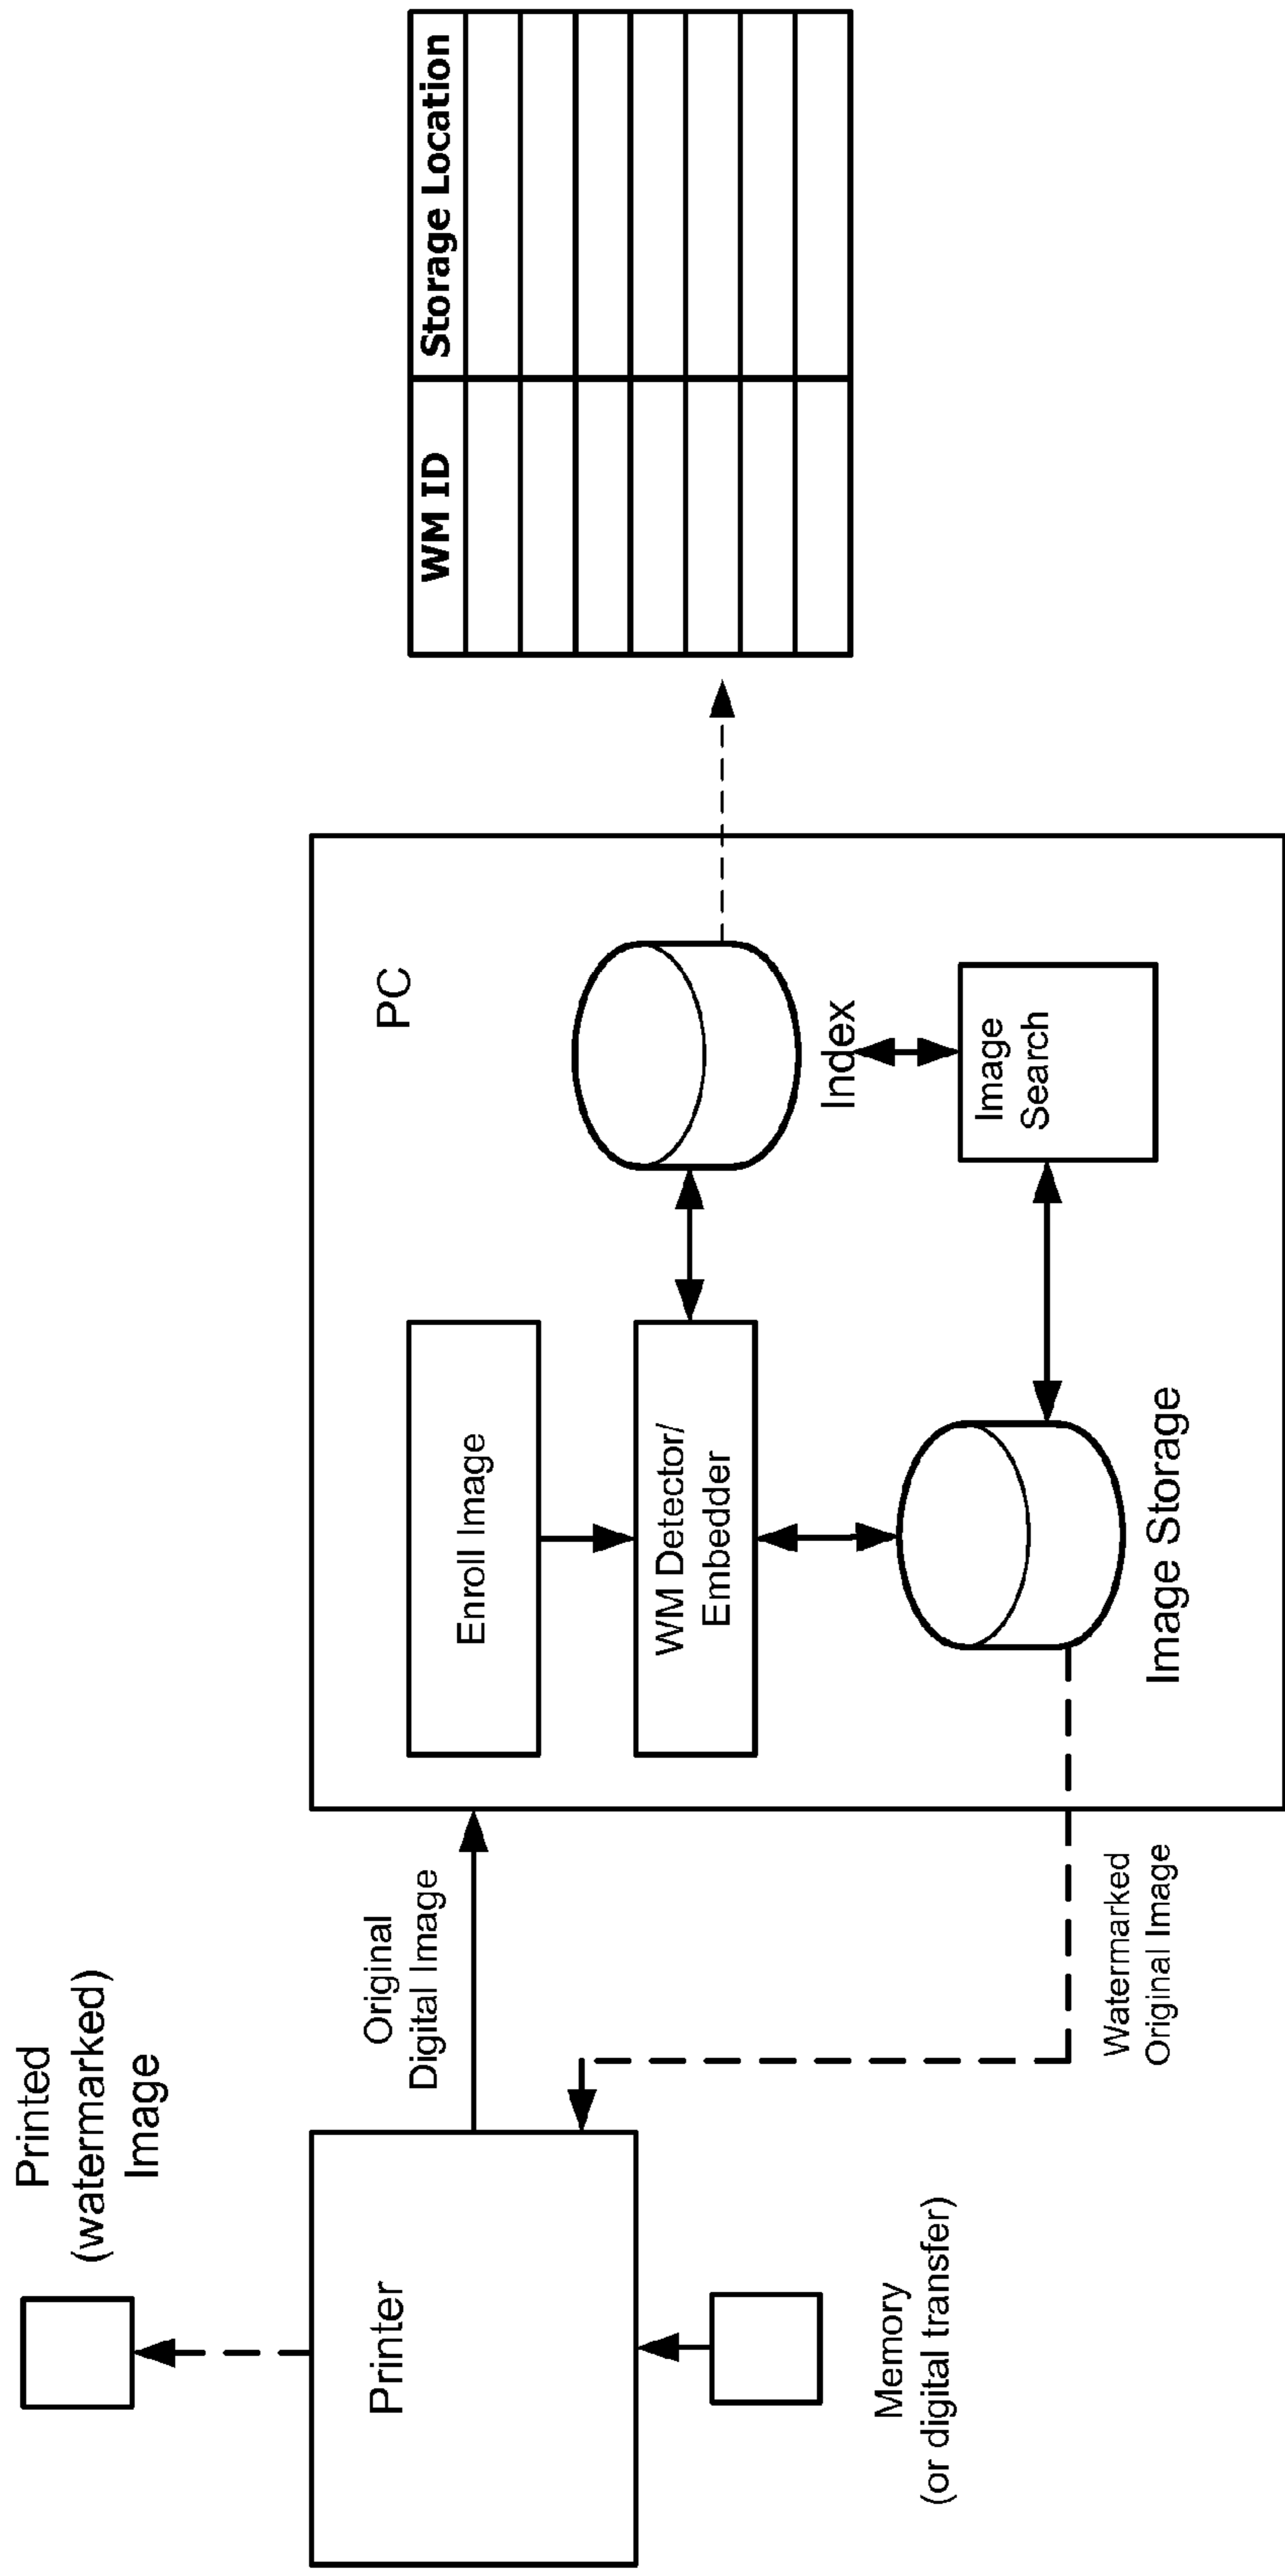 Printed
(watermarked)
Image
Printer
Memory
(or digital transfer)
Original
Digital Image
Watermarked
Original Image
PC
Enroll Image
WM Detector/
Embedder
Image Storage
Index
Image
Search
WM ID
Storage Location